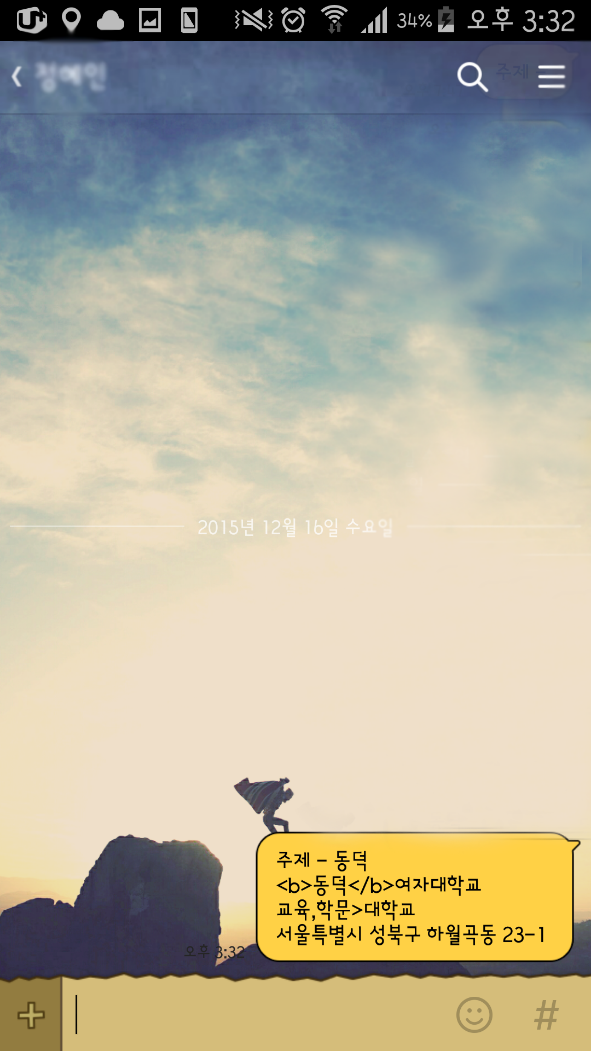 34% 오후 3:32
주제
2015년 12월 16일 수요일
주제 - 동덕
<b>동덕</b>여자대학교
교육,학문>대학교
서울특별시 성북구 하월곡동 23-1
오후 3:32
#